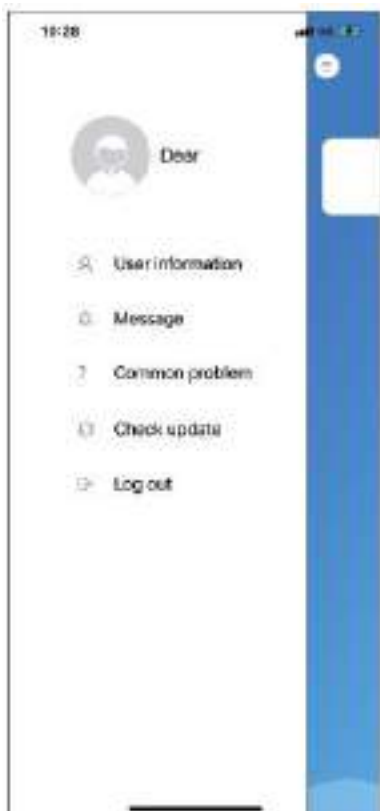 10:28
Dear
User information
Message
Common problem
Check update
Log out